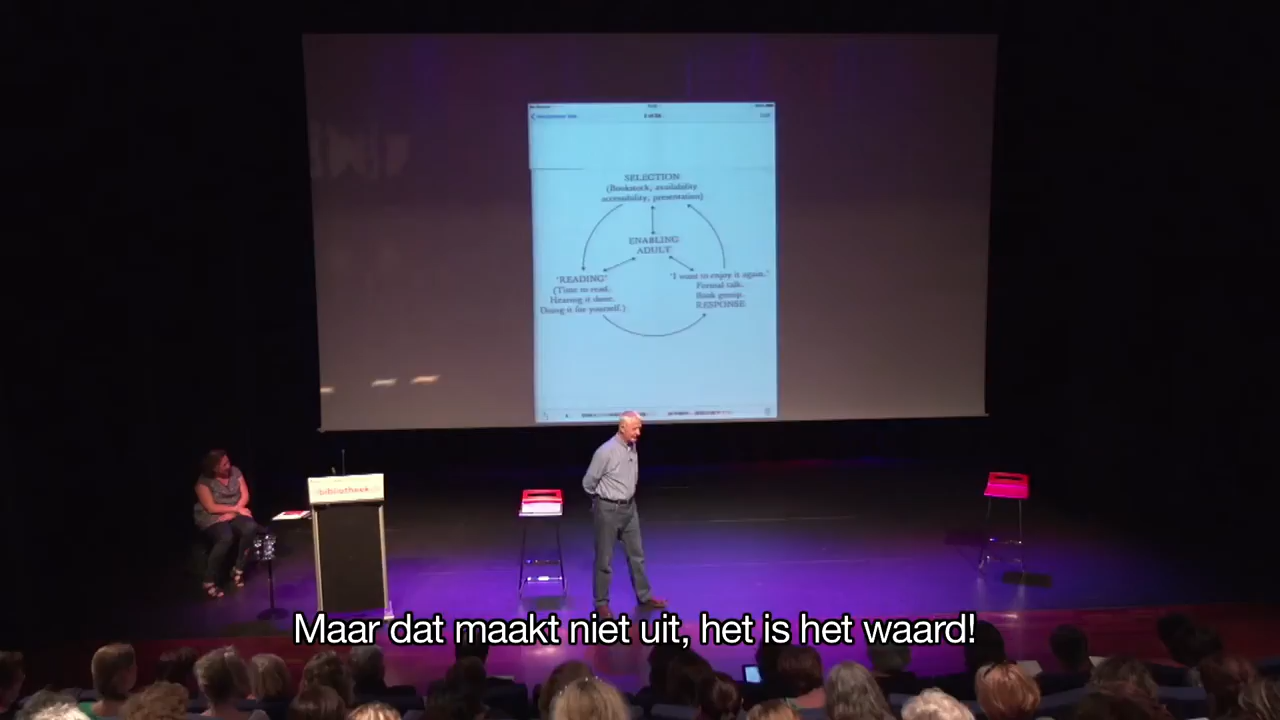 SELECTION
(Bookstock, availability
accessibility, presentation)
ENABLING
ADULT
'READING'
(Time to read.
Hearing it done.
Doing it for yourself.)
'I want to enjoy it again.'
Formal talk.
Book group.
RESPONSE
bibliotheek
Maar dat maakt niet uit, het is het waard!